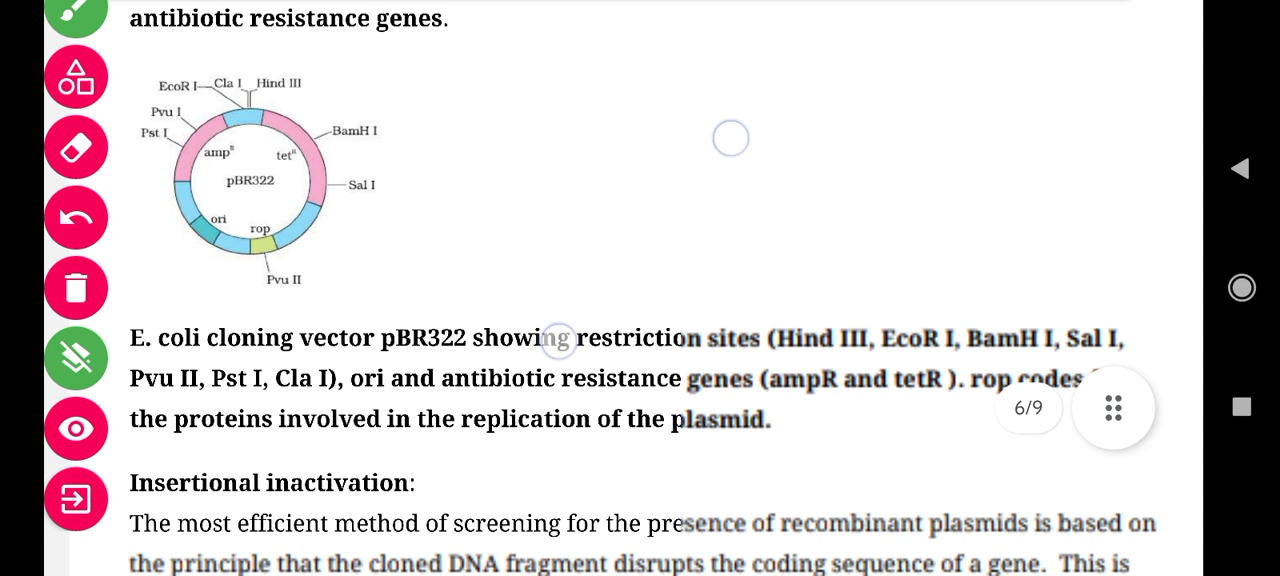 antibiotic resistance genes.
EcoR I
Cla I
Hind III
Pvu I
Pst I
BamH I
ampR
tetR
pBR322
Sal I
ori
rop
Pvu II
E. coli cloning vector pBR322 showing restriction sites (Hind III, EcoR I, BamH I, Sal I,
Pvu II, Pst I, Cla I), ori and antibiotic resistance genes (ampR and tetR ). rop codes
the proteins involved in the replication of the plasmid.
6/9
Insertional inactivation:
The most efficient method of screening for the presence of recombinant plasmids is based on
the principle that the cloned DNA fragment disrupts the coding sequence of a gene. This is